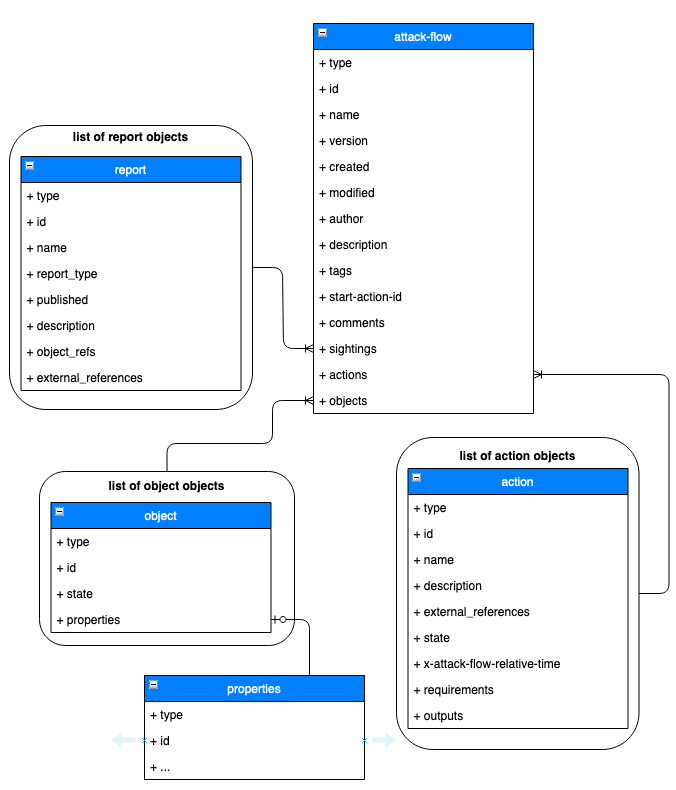 attack-flow
+ type
+ id
+ name
+ version
+ created
+ modified
+ author
+ description
+ tags
+ start-action-id
+ comments
+ sightings
+ actions
+ objects
list of report objects
report
+ type
+ id
+ name
+ report_type
+ published
+ description
+ object_refs
+ external_references
list of object objects
object
+ type
+ id
+ state
+ properties
properties
+ type
+ id
+ ...
list of action objects
action
+ type
+ id
+ name
+ description
+ external_references
+ state
+ x-attack-flow-relative-time
+ requirements
+ outputs